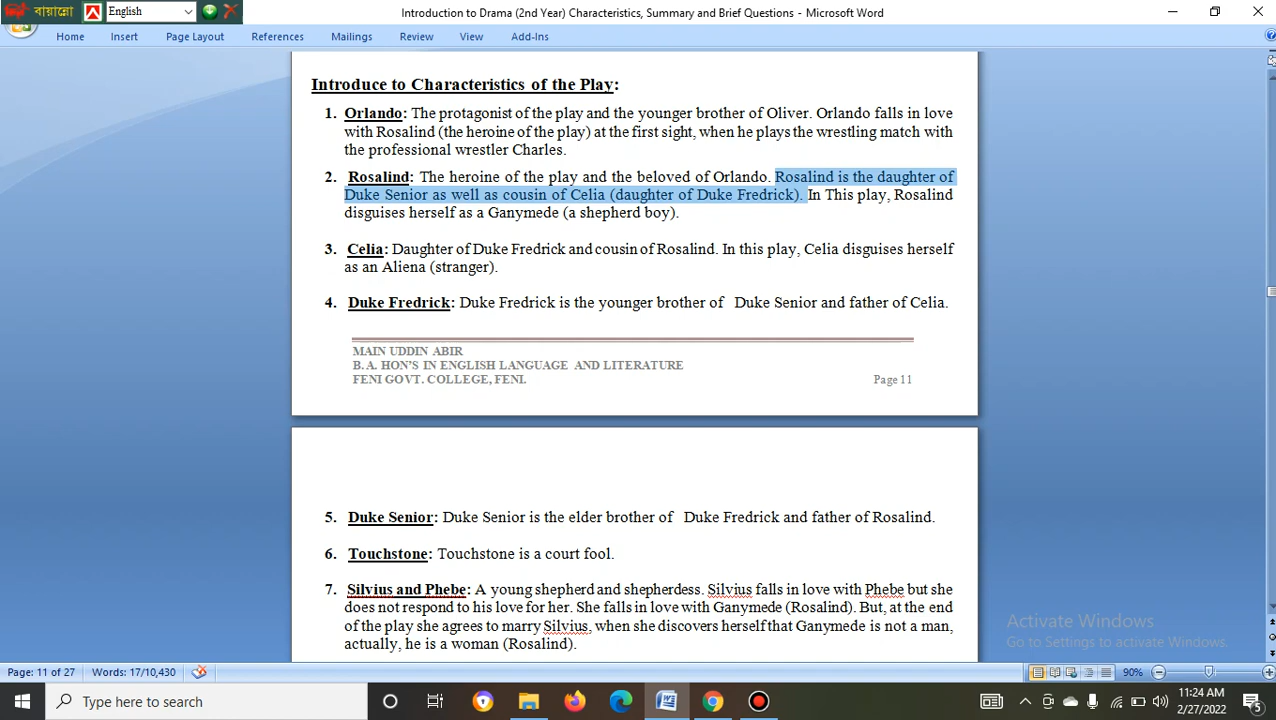 বায়ান্নো English Introduction to Drama (2nd Year) Characteristics, Summary and Brief Questions - Microsoft Word
Home Insert Page Layout References Mailings Review View Add-Ins
Introduce to Characteristics of the Play:
1. Orlando: The protagonist of the play and the younger brother of Oliver. Orlando falls in love
with Rosalind (the heroine of the play) at the first sight, when he plays the wrestling match with
the professional wrestler Charles.
2. Rosalind: The heroine of the play and the beloved of Orlando. Rosalind is the daughter of
Duke Senior as well as cousin of Celia (daughter of Duke Fredrick). In This play, Rosalind
disguises herself as a Ganymede (a shepherd boy).
3. Celia: Daughter of Duke Fredrick and cousin of Rosalind. In this play, Celia disguises herself
as an Aliena (stranger).
4. Duke Fredrick: Duke Fredrick is the younger brother of Duke Senior and father of Celia.
MAIN UDDIN ABIR
B. A. HON'S IN ENGLISH LANGUAGE AND LITERATURE
FENI GOVT. COLLEGE, FENI. Page 11
5. Duke Senior: Duke Senior is the elder brother of Duke Fredrick and father of Rosalind.
6. Touchstone: Touchstone is a court fool.
7. Silvius and Phebe: A young shepherd and shepherdess. Silvius falls in love with Phebe but she
does not respond to his love for her. She falls in love with Ganymede (Rosalind). But, at the end
of the play she agrees to marry Silvius, when she discovers herself that Ganymede is not a man,
actually, he is a woman (Rosalind).
Activate Windows
Go to Settings to activate Windows.
Page: 11 of 27 Words: 17/10,430 90%
Type here to search 11:24 AM
2/27/2022 5